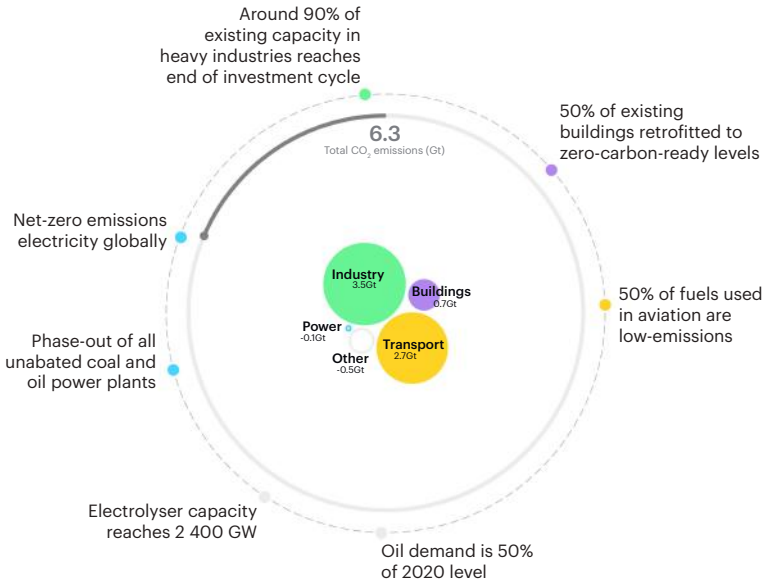 Around 90% of
existing capacity in
heavy industries reaches
end of investment cycle
50% of existing
buildings retrofitted to
zero-carbon-ready levels
6.3
Total CO₂ emissions (Gt)
Net-zero emissions
electricity globally
Industry
3.5Gt
Buildings
0.7Gt
50% of fuels used
in aviation are
low-emissions
Power
-0.1Gt
Transport
2.7Gt
Other
-0.5Gt
Phase-out of all
unabated coal and
oil power plants
Electrolyser capacity
reaches 2 400 GW
Oil demand is 50%
of 2020 level